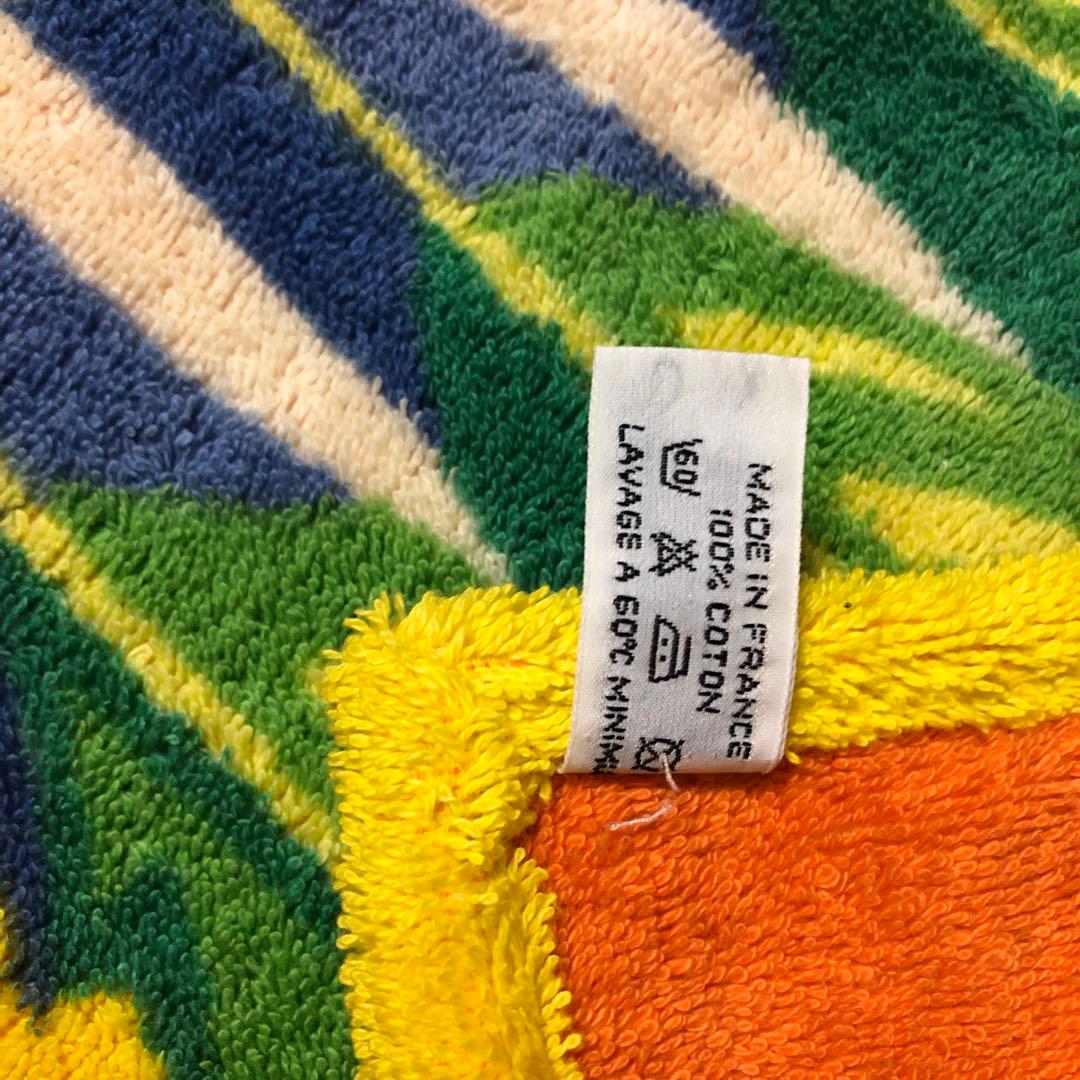 MADE IN FRANCE
100% COTON
60
LAVAGE A 60°C